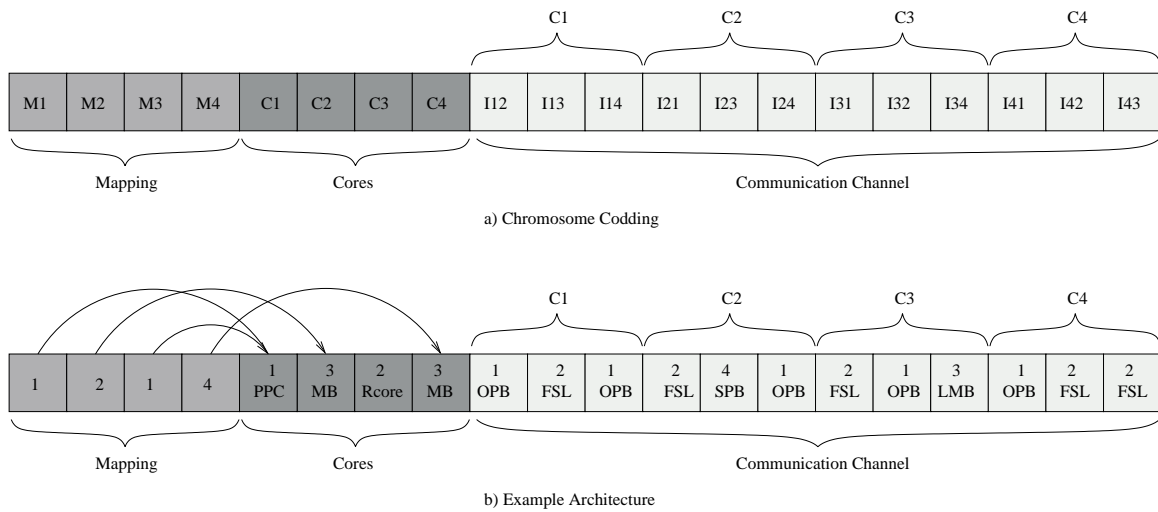 C1 C2 C3 C4
M1 M2 M3 M4 C1 C2 C3 C4 I12 I13 I14 I21 I23 I24 I31 I32 I34 I41 I42 I43
Mapping Cores Communication Channel
a) Chromosome Codding
C1 C2 C3 C4
1 2 1 4 1 PPC 3 MB 2 Rcore 3 MB 1 OPB 2 FSL 1 OPB 2 FSL 4 SPB 1 OPB 2 FSL 1 OPB 3 LMB 1 OPB 2 FSL 2 FSL
Mapping Cores Communication Channel
b) Example Architecture